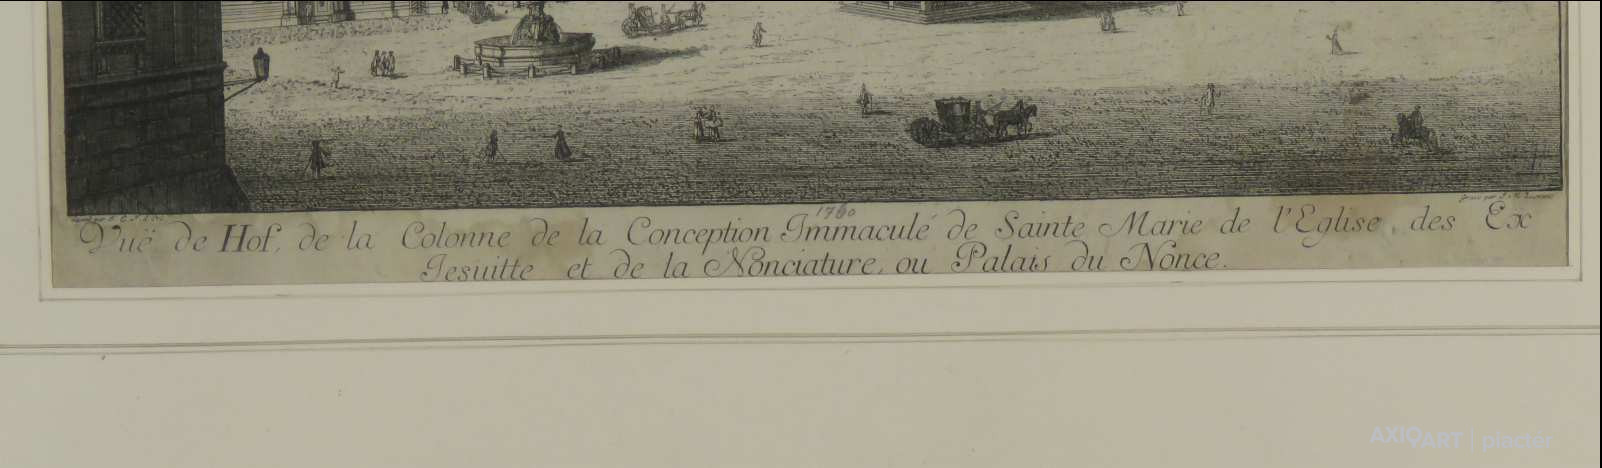 1760
Vuë de Hof, de la Colonne de la Conception Immaculé de Sainte Marie de l'Eglise, des Ex
Iesuitte et de la Nonciature, ou Palais du Nonce.
AXIOART | placter